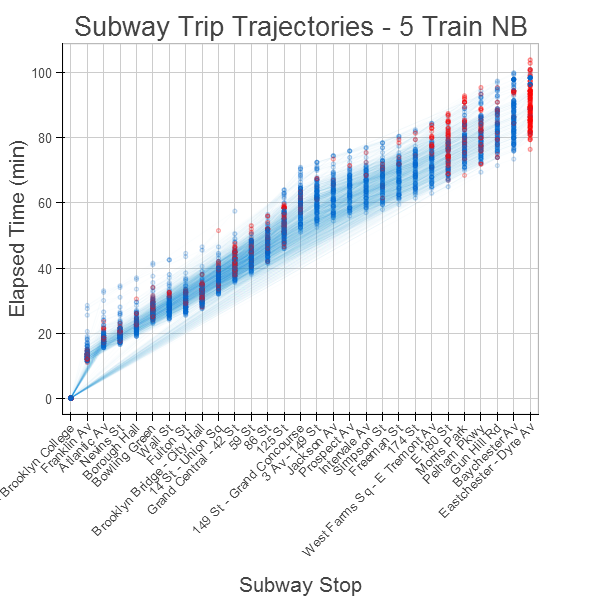 Subway Trip Trajectories - 5 Train NB
Elapsed Time (min)
100
80
60
40
20
0
Brooklyn College
Franklin Av
Atlantic Av
Nevins St
Borough Hall
Bowling Green
Wall St
Fulton St
Brooklyn Bridge - City Hall
14 St - Union Sq
Grand Central - 42 St
59 St
86 St
125 St
149 St - Grand Concourse
3 Av - 149 St
Jackson Av
Prospect Av
Intervale Av
Simpson St
Freeman St
174 St
West Farms Sq - E Tremont Av
E 180 St
Morris Park
Pelham Pkwy
Gun Hill Rd
Baychester Av
Eastchester - Dyre Av
Subway Stop